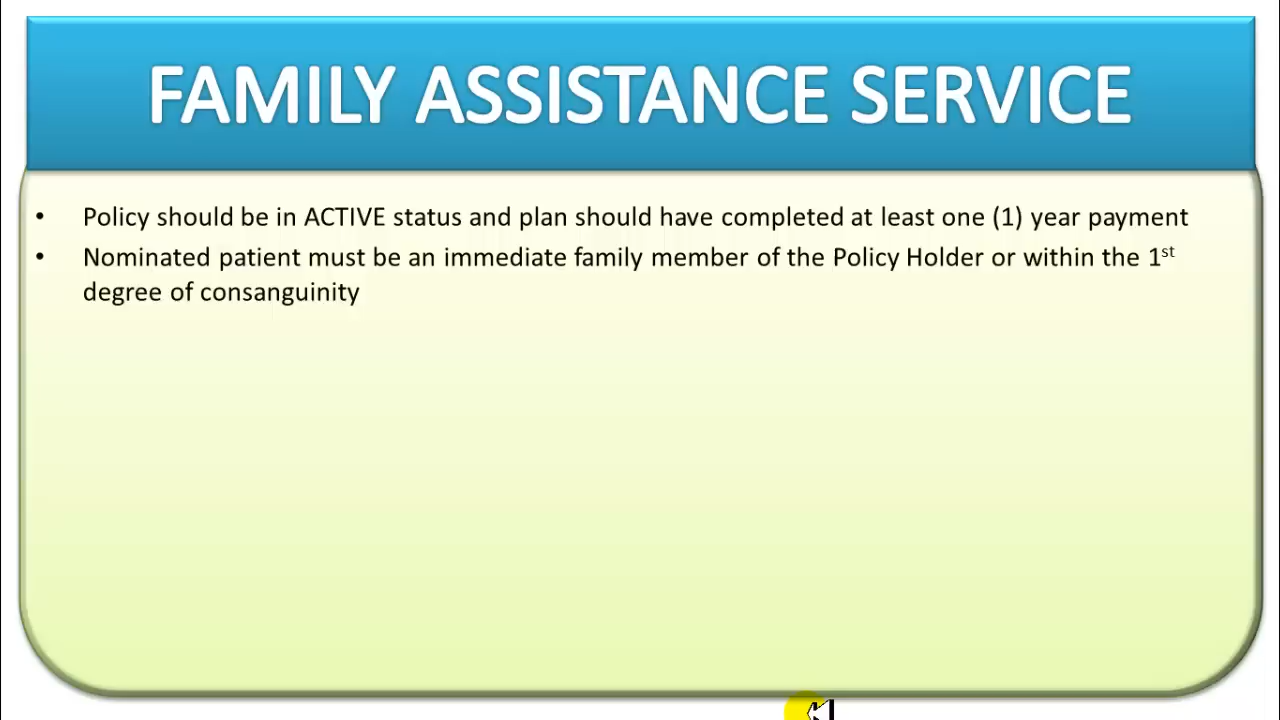 FAMILY ASSISTANCE SERVICE
• Policy should be in ACTIVE status and plan should have completed at least one (1) year payment
• Nominated patient must be an immediate family member of the Policy Holder or within the 1st
degree of consanguinity